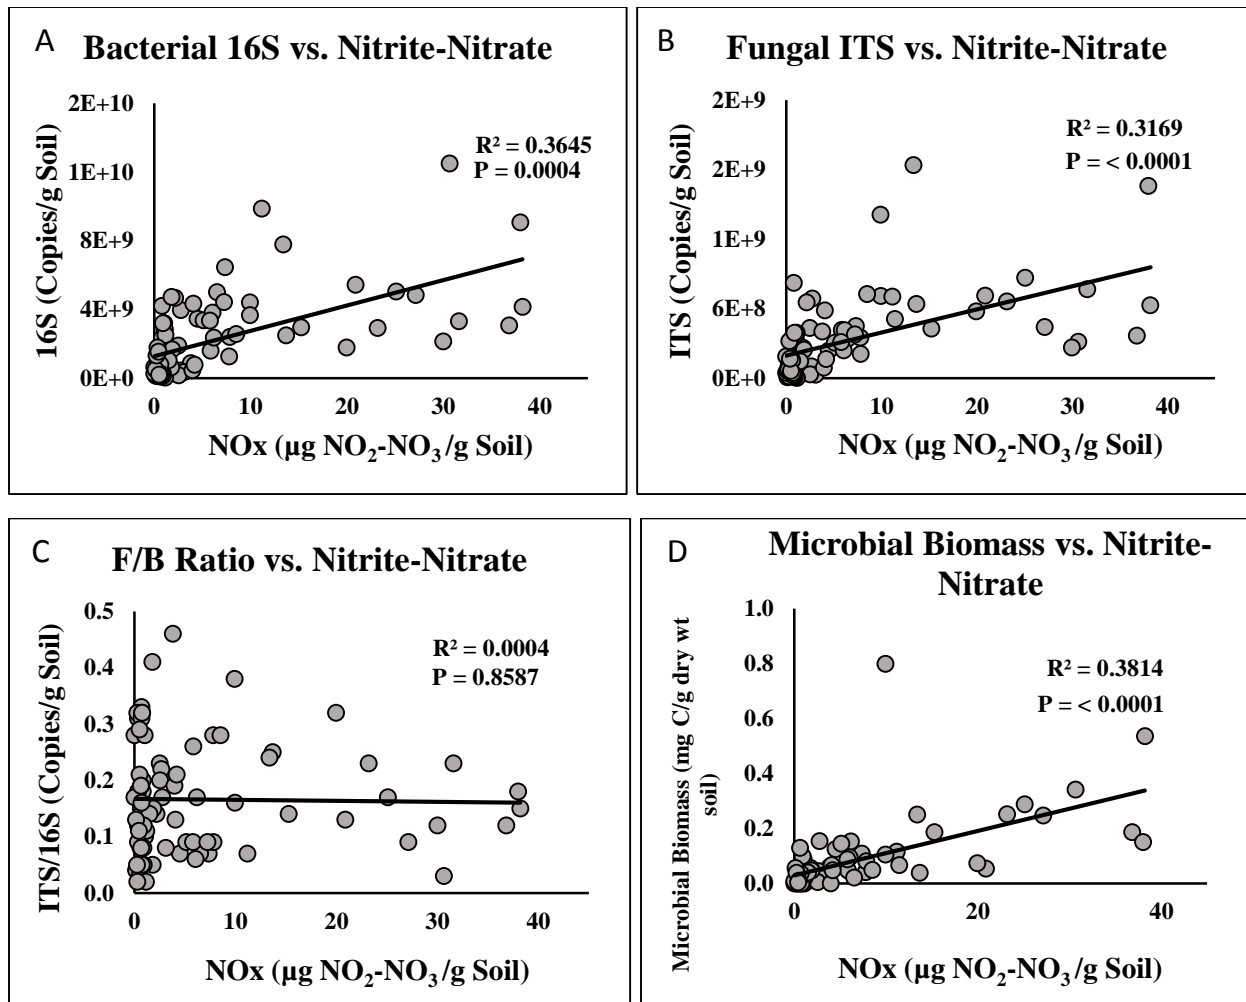 A
Bacterial 16S vs. Nitrite-Nitrate
2E+10
1E+10
8E+9
4E+9
0E+0
16S (Copies/g Soil)
R² = 0.3645
P = 0.0004
0 10 20 30 40
NOx (µg NO₂-NO₃/g Soil)
B
Fungal ITS vs. Nitrite-Nitrate
2E+9
2E+9
1E+9
6E+8
0E+0
ITS (Copies/g Soil)
R² = 0.3169
P = < 0.0001
0 10 20 30 40
NOx (µg NO₂-NO₃/g Soil)
C
F/B Ratio vs. Nitrite-Nitrate
0.5
0.4
0.3
0.2
0.1
0.0
ITS/16S (Copies/g Soil)
R² = 0.0004
P = 0.8587
0 10 20 30 40
NOx (µg NO₂-NO₃/g Soil)
D
Microbial Biomass vs. Nitrite-
Nitrate
1.0
0.8
0.6
0.4
0.2
0.0
Microbial Biomass (mg C/g dry wt
soil)
R² = 0.3814
P = < 0.0001
0 20 40
NOx (µg NO₂-NO₃/g Soil)